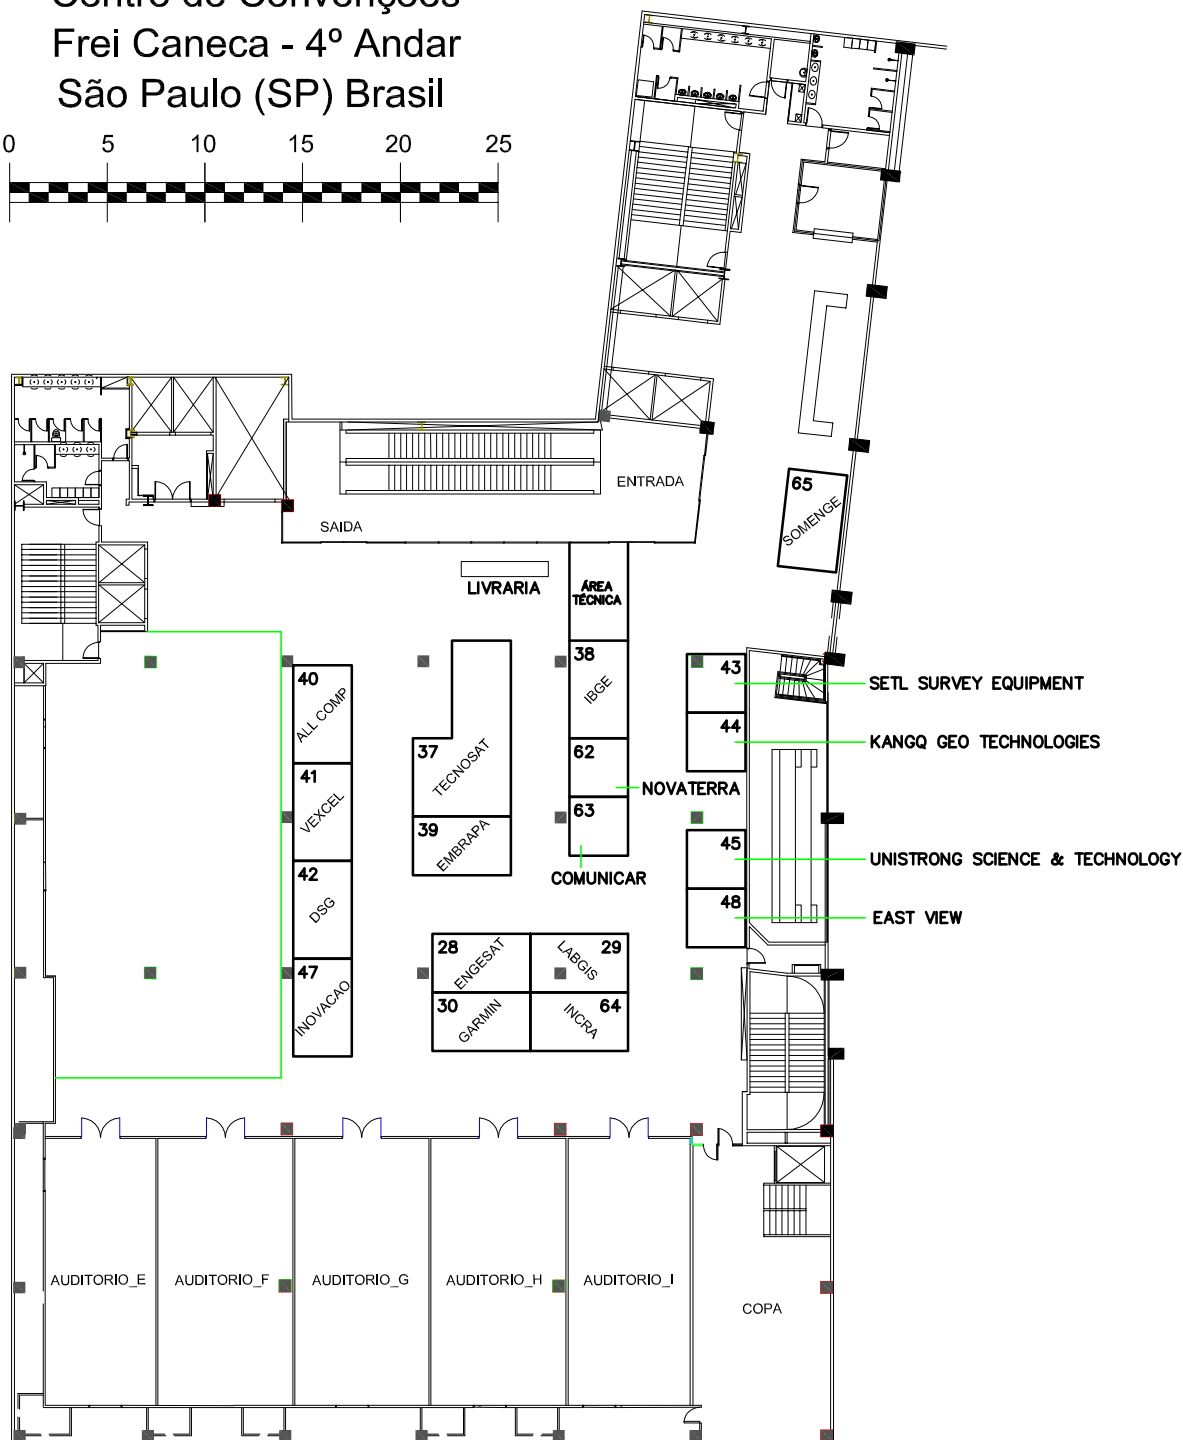 Centro de Convenções
Frei Caneca - 4º Andar
São Paulo (SP) Brasil
0 5 10 15 20 25
ENTRADA
65
SOMENGE
SAIDA
LIVRARIA
ÁREA
TÉCNICA
38
IBGE
43
SETL SURVEY EQUIPMENT
40
ALL COMP
44
KANGQ GEO TECHNOLOGIES
37
TECNOSAT
62
NOVATERRA
41
VEXCEL
63
COMUNICAR
39
EMBRAPA
45
UNISTRONG SCIENCE & TECHNOLOGY
42
DSG
48
EAST VIEW
28
ENGESAT
29
LABGIS
47
INOVACAO
30
GARMIN
64
INCRA
AUDITORIO_E
AUDITORIO_F
AUDITORIO_G
AUDITORIO_H
AUDITORIO_I
COPA